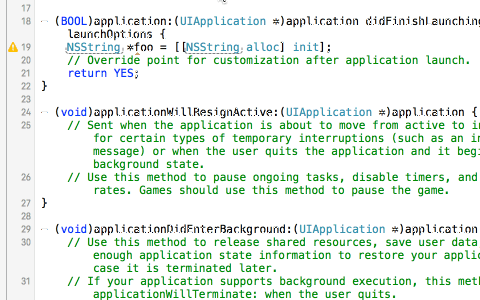 17
18 (BOOL)application:(UIApplication *)application didFinishLaunching
launchOptions {
19 NSString *foo = [[NSString alloc] init];
20 // Override point for customization after application launch.
21 return YES;
22 }
23
24 (void)applicationWillResignActive:(UIApplication *)application {
25 // Sent when the application is about to move from active to in
for certain types of temporary interruptions (such as an in
message) or when the user quits the application and it begi
background state.
26 // Use this method to pause ongoing tasks, disable timers, and
rates. Games should use this method to pause the game.
27 }
28
29 (void)applicationDidEnterBackground:(UIApplication *)application
30 // Use this method to release shared resources, save user data
enough application state information to restore your applic
case it is terminated later.
31 // If your application supports background execution, this meth
applicationWillTerminate: when the user quits.